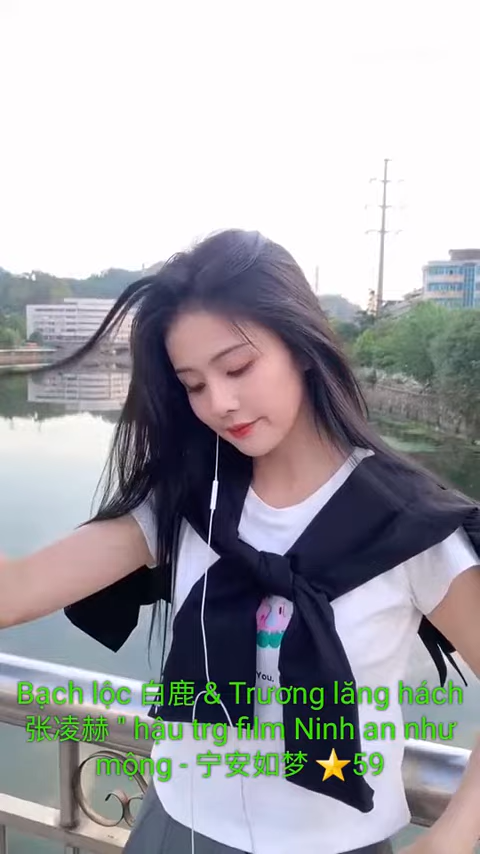 You.
Bạch lộc 白鹿 & Trương lăng hách
张凌赫 " hậu trg film Ninh an như
mộng - 宁安如梦 ⭐59